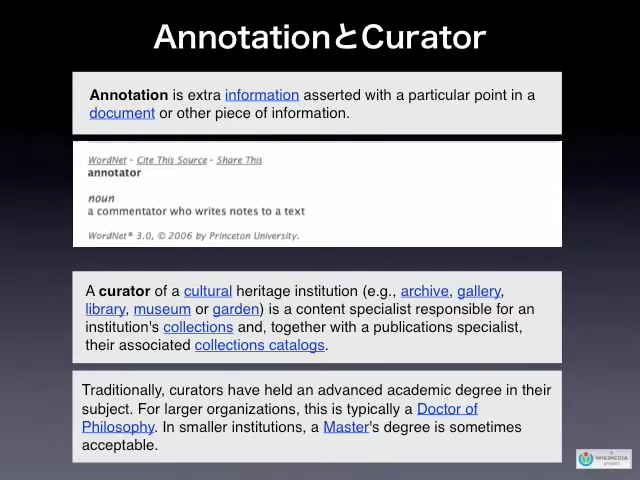 AnnotationとCurator
Annotation is extra information asserted with a particular point in a
document or other piece of information.
WordNet - Cite This Source - Share This
annotator
noun
a commentator who writes notes to a text
WordNet® 3.0, © 2006 by Princeton University.
A curator of a cultural heritage institution (e.g., archive, gallery,
library, museum or garden) is a content specialist responsible for an
institution's collections and, together with a publications specialist,
their associated collections catalogs.
Traditionally, curators have held an advanced academic degree in their
subject. For larger organizations, this is typically a Doctor of
Philosophy. In smaller institutions, a Master's degree is sometimes
acceptable.
A
WIKIMEDIA
project